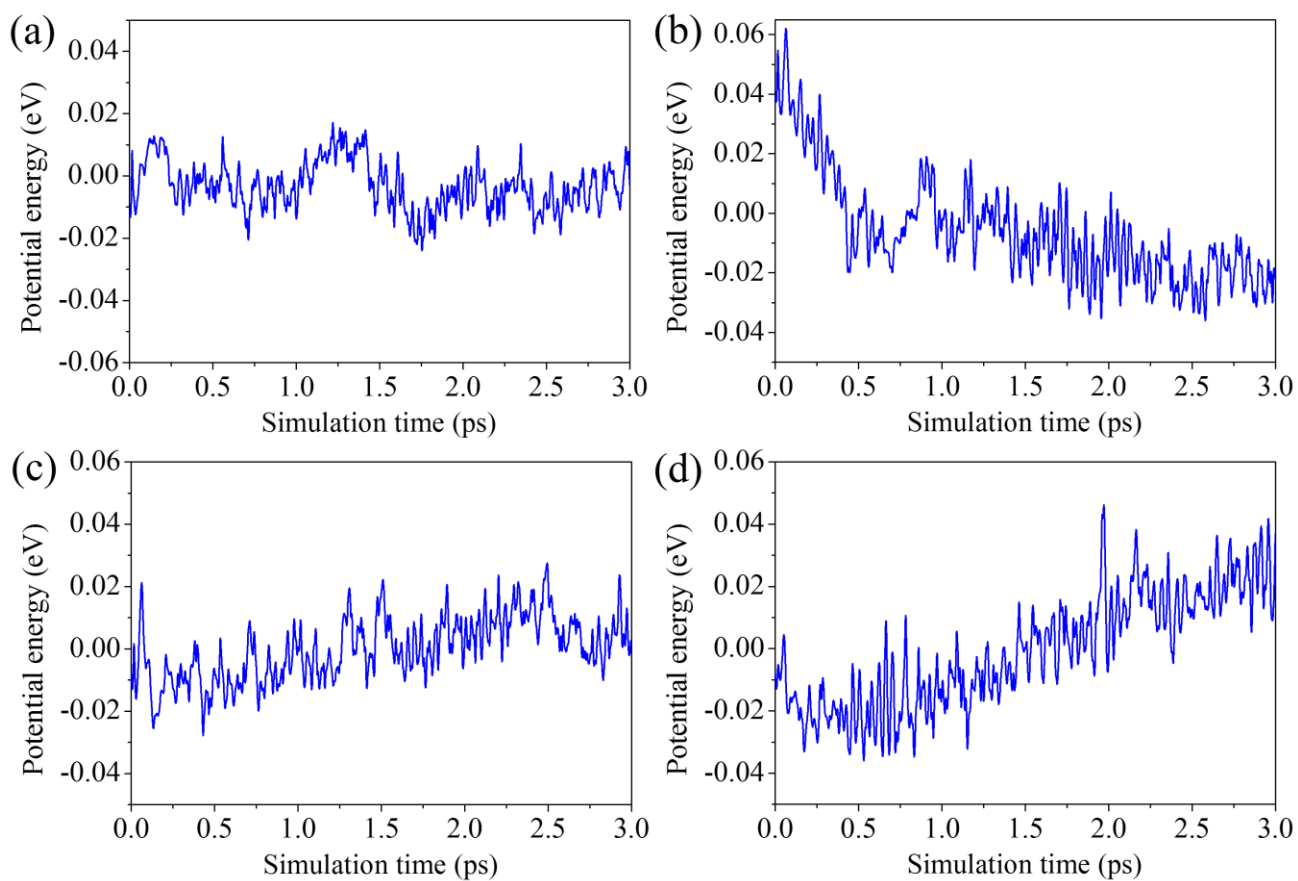 (a)
Potential energy (eV)
0.04
0.02
0.00
-0.02
-0.04
-0.06
0.0 0.5 1.0 1.5 2.0 2.5 3.0
Simulation time (ps)
(b)
Potential energy (eV)
0.06
0.04
0.02
0.00
-0.02
-0.04
0.0 0.5 1.0 1.5 2.0 2.5 3.0
Simulation time (ps)
(c)
Potential energy (eV)
0.06
0.04
0.02
0.00
-0.02
-0.04
0.0 0.5 1.0 1.5 2.0 2.5 3.0
Simulation time (ps)
(d)
Potential energy (eV)
0.06
0.04
0.02
0.00
-0.02
-0.04
0.0 0.5 1.0 1.5 2.0 2.5 3.0
Simulation time (ps)